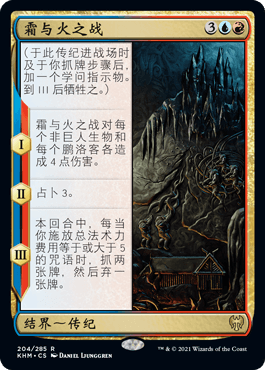 霜与火之战 3
（于此传纪进战场时
及于你抓牌步骤后，
加一个学问指示物。
到 III 后牺牲之。）
I
霜与火之战对每
个非巨人生物和
每个鹏洛客各造
成 4 点伤害。
II
占卜 3。
III
本回合中，每当
你施放总法术力
费用等于或大于 5
的咒语时，抓两
张牌，然后弃一
张牌。
结界～传纪
204/285 R
KHM • CS DANIEL LJUNGGREN
™ & © 2021 Wizards of the Coast